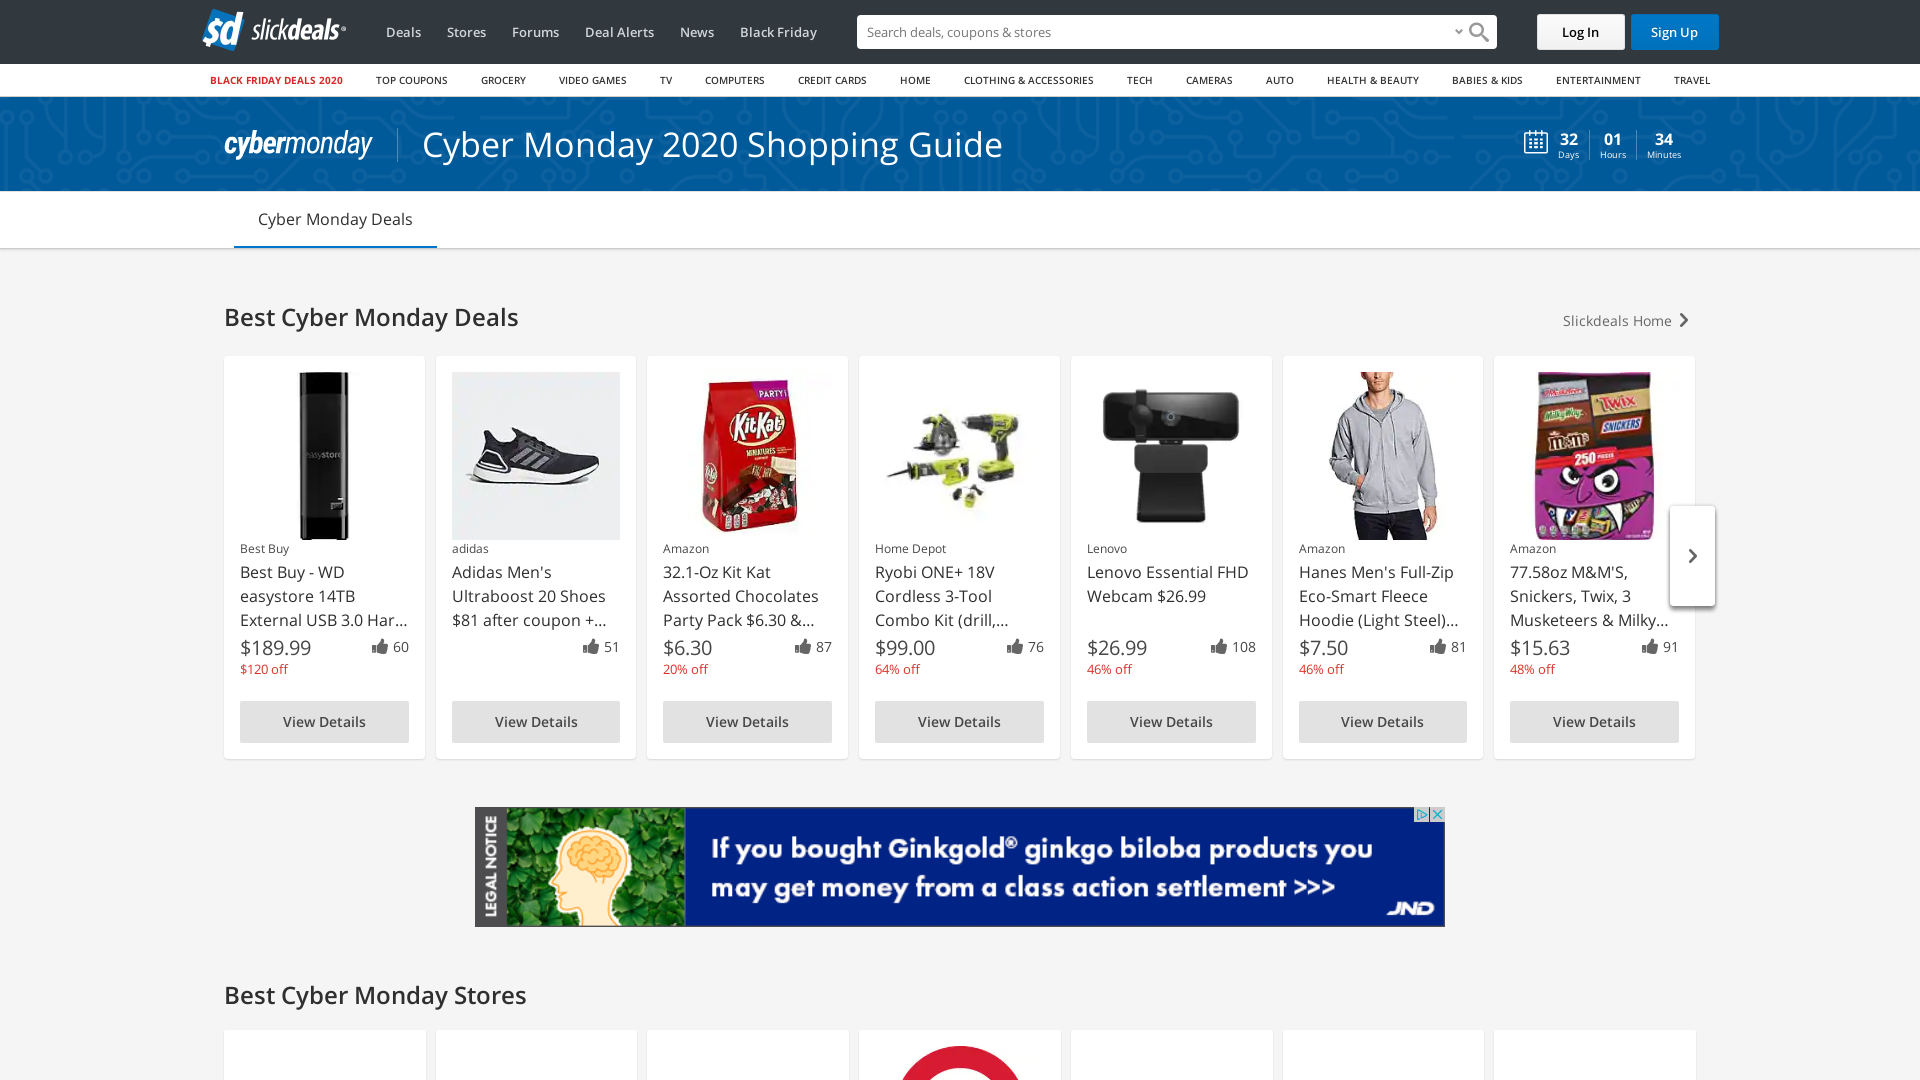 sd slickdeals
Deals
Stores
Forums
Deal Alerts
News
Black Friday
Search deals, coupons & stores
Log In
Sign Up
BLACK FRIDAY DEALS 2020
TOP COUPONS
GROCERY
VIDEO GAMES
TV
COMPUTERS
CREDIT CARDS
HOME
CLOTHING & ACCESSORIES
TECH
CAMERAS
AUTO
HEALTH & BEAUTY
BABIES & KIDS
ENTERTAINMENT
TRAVEL
cybermonday
Cyber Monday 2020 Shopping Guide
32
Days
01
Hours
34
Minutes
Cyber Monday Deals
Best Cyber Monday Deals
Slickdeals Home
easystore
Best Buy
Best Buy - WD
easystore 14TB
External USB 3.0 Har...
$189.99
60
$120 off
View Details
adidas
Adidas Men's
Ultraboost 20 Shoes
$81 after coupon +...
51
View Details
PARTY
KitKat
MINIATURES
Amazon
32.1-Oz Kit Kat
Assorted Chocolates
Party Pack $6.30 &...
$6.30
87
20% off
View Details
Home Depot
Ryobi ONE+ 18V
Cordless 3-Tool
Combo Kit (drill,...
$99.00
76
64% off
View Details
Lenovo
Lenovo Essential FHD
Webcam $26.99
$26.99
108
46% off
View Details
Amazon
Hanes Men's Full-Zip
Eco-Smart Fleece
Hoodie (Light Steel)...
$7.50
81
46% off
View Details
TWIX
MilkyWay
SNICKERS
M&M's
250 PIECES
Amazon
77.58oz M&M'S,
Snickers, Twix, 3
Musketeers & Milky...
$15.63
91
48% off
View Details
LEGAL NOTICE
If you bought Ginkgold® ginkgo biloba products you
may get money from a class action settlement >>>
JND
Best Cyber Monday Stores